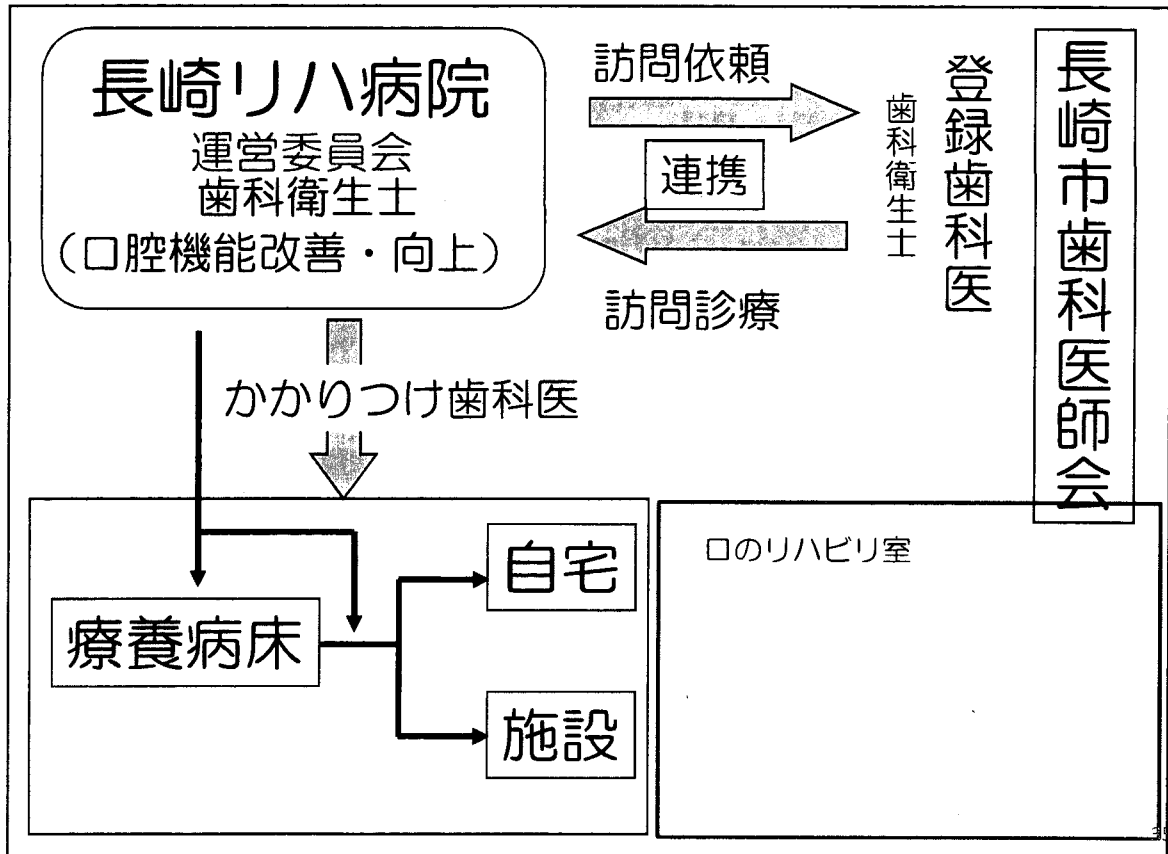 長崎リハ病院
運営委員会
歯科衛生士
(口腔機能改善・向上)
訪問依頼
連携
訪問診療
歯科衛生士
登録歯科医
長崎市歯科医師会
かかりつけ歯科医
療養病床
自宅
施設
口のリハビリ室